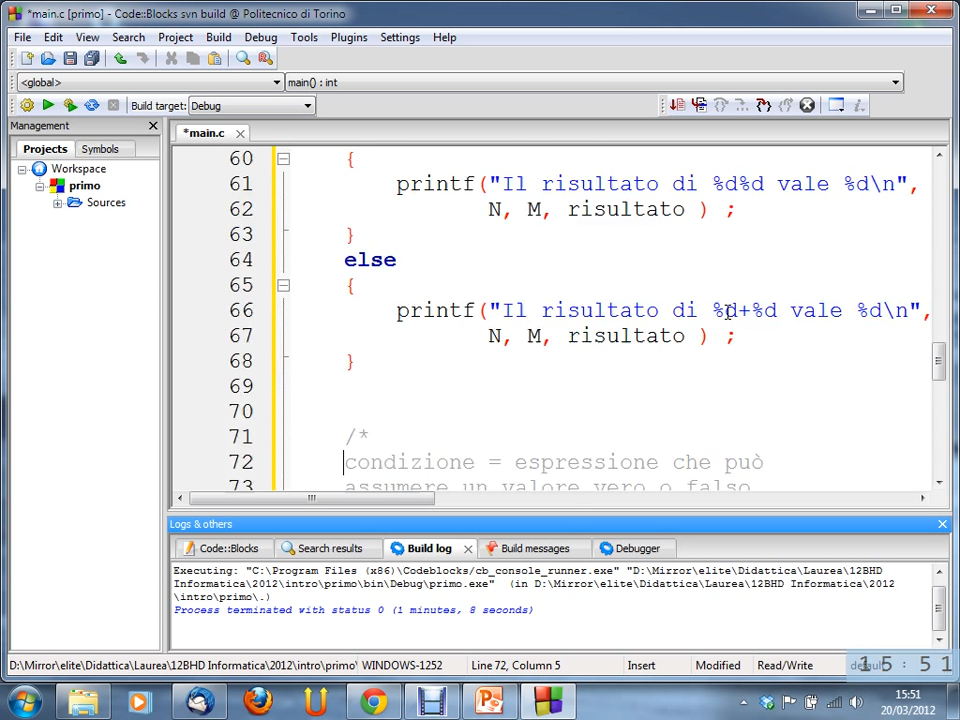 *main.c [primo] - Code::Blocks svn build @ Politecnico di Torino
File Edit View Search Project Build Debug Tools Plugins Settings Help
<global> main() : int
Build target: Debug
Management
*main.c
Projects Symbols
Workspace
primo
Sources
60 {
61 printf("Il risultato di %d%d vale %d\n",
62 N, M, risultato ) ;
63 }
64 else
65 {
66 printf("Il risultato di %d+%d vale %d\n",
67 N, M, risultato ) ;
68 }
69
70
71 /*
72 condizione = espressione che può
73 assumere un valore vero o falso
Logs & others
Code::Blocks Search results Build log Build messages Debugger
Executing: "C:\Program Files (x86)\Codeblocks/cb_console_runner.exe" "D:\Mirror\elite\Didattica\Laurea\12BHD
Informatica\2012\intro\primo\bin\Debug\primo.exe" (in D:\Mirror\elite\Didattica\Laurea\12BHD Informatica\2012
\intro\primo\.)
Process terminated with status 0 (1 minutes, 8 seconds)
D:\Mirror\elite\Didattica\Laurea\12BHD Informatica\2012\intro\primo\ WINDOWS-1252 Line 72, Column 5 Insert Modified Read/Write default
15:51
15:51
20/03/2012